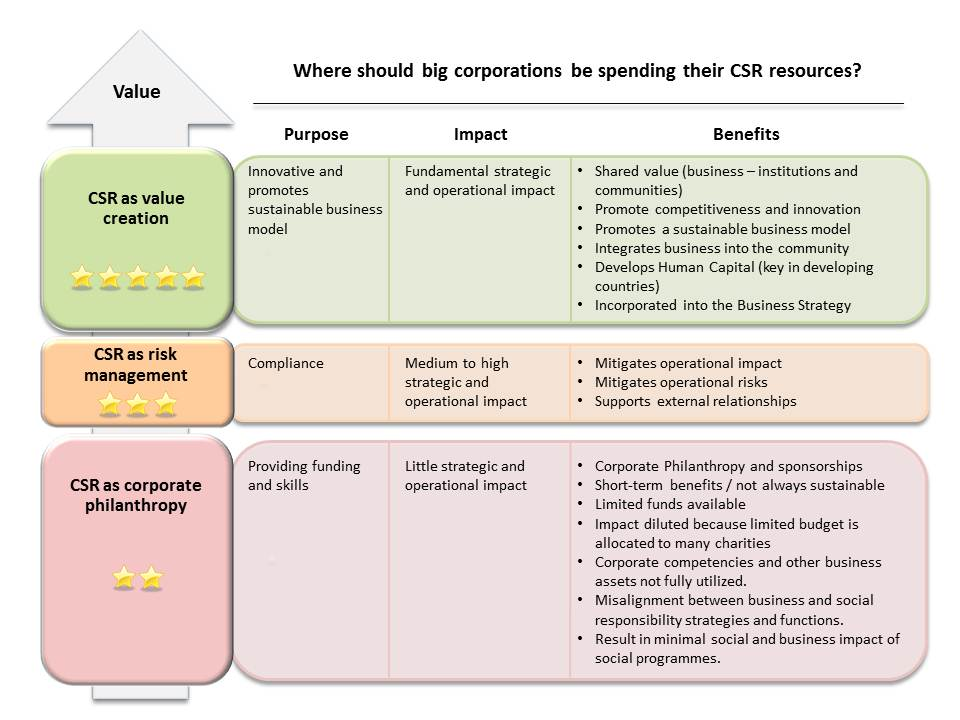 Where should big corporations be spending their CSR resources?
Value
Purpose
Impact
Benefits
CSR as value
creation
Innovative and
promotes
sustainable business
model
Fundamental strategic
and operational impact
• Shared value (business – institutions and
communities)
• Promote competitiveness and innovation
• Promotes a sustainable business model
• Integrates business into the community
• Develops Human Capital (key in developing
countries)
• Incorporated into the Business Strategy
CSR as risk
management
Compliance
Medium to high
strategic and
operational impact
• Mitigates operational impact
• Mitigates operational risks
• Supports external relationships
CSR as corporate
philanthropy
Providing funding
and skills
Little strategic and
operational impact
• Corporate Philanthropy and sponsorships
• Short-term benefits / not always sustainable
• Limited funds available
• Impact diluted because limited budget is
allocated to many charities
• Corporate competencies and other business
assets not fully utilized.
• Misalignment between business and social
responsibility strategies and functions.
• Result in minimal social and business impact of
social programmes.